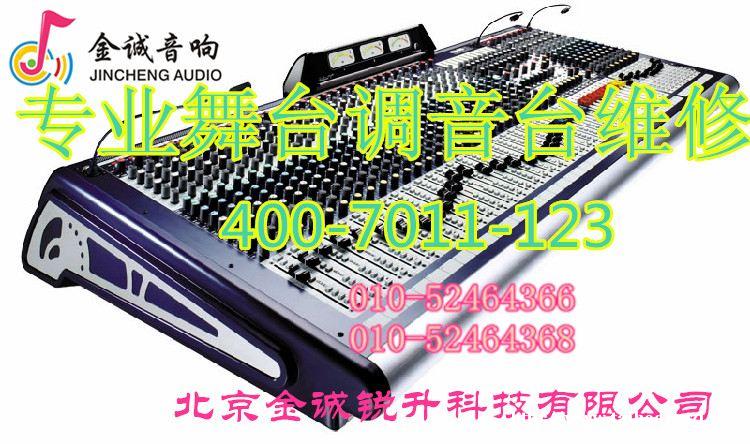 金诚音响
JINCHENG AUDIO
专业舞台调音台维修
400-7011-123
010-52464366
010-52464368
北京金诚锐升科技有限公司